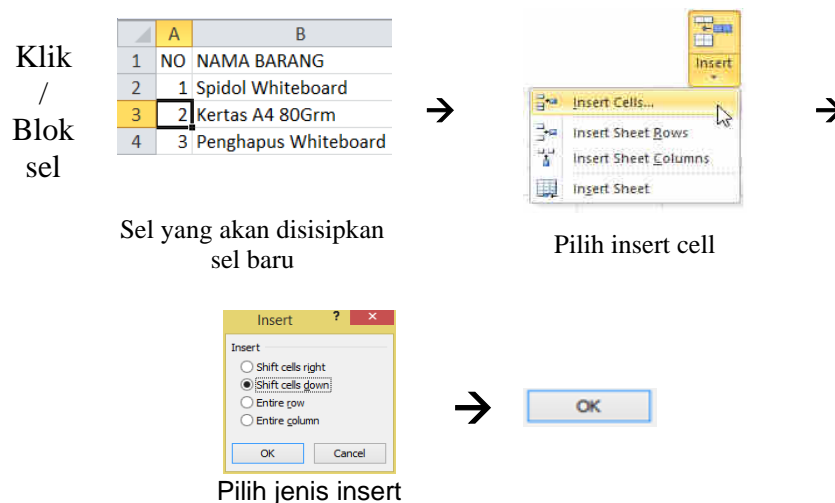 Klik
/
Blok
sel
A B
1 NO NAMA BARANG
2 1 Spidol Whiteboard
3 2 Kertas A4 80Grm
4 3 Penghapus Whiteboard
Sel yang akan disisipkan
sel baru
Insert
Insert Cells...
Insert Sheet Rows
Insert Sheet Columns
Insert Sheet
Pilih insert cell
Insert ? ×
Insert
Shift cells right
Shift cells down
Entire row
Entire column
OK Cancel
Pilih jenis insert
OK